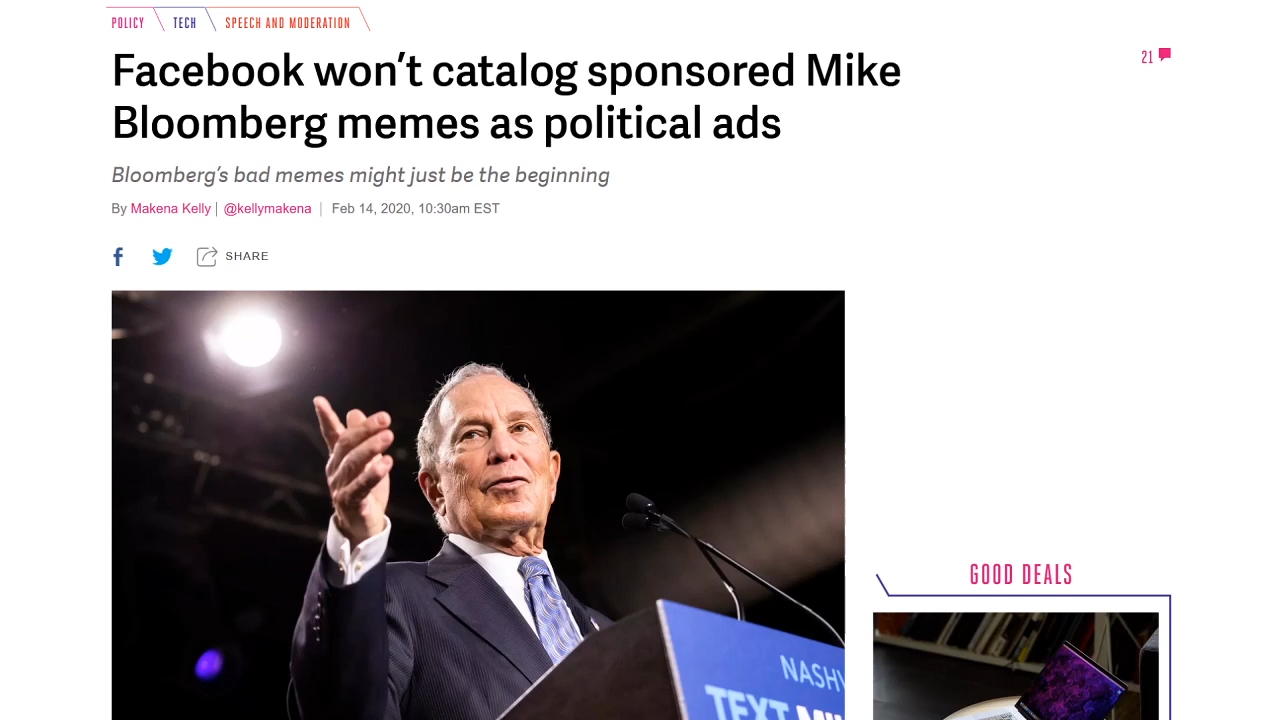 POLICY TECH SPEECH AND MODERATION
Facebook won't catalog sponsored Mike
Bloomberg memes as political ads
21
Bloomberg's bad memes might just be the beginning
By Makena Kelly | @kellymakena | Feb 14, 2020, 10:30am EST
SHARE
GOOD DEALS
TEXT